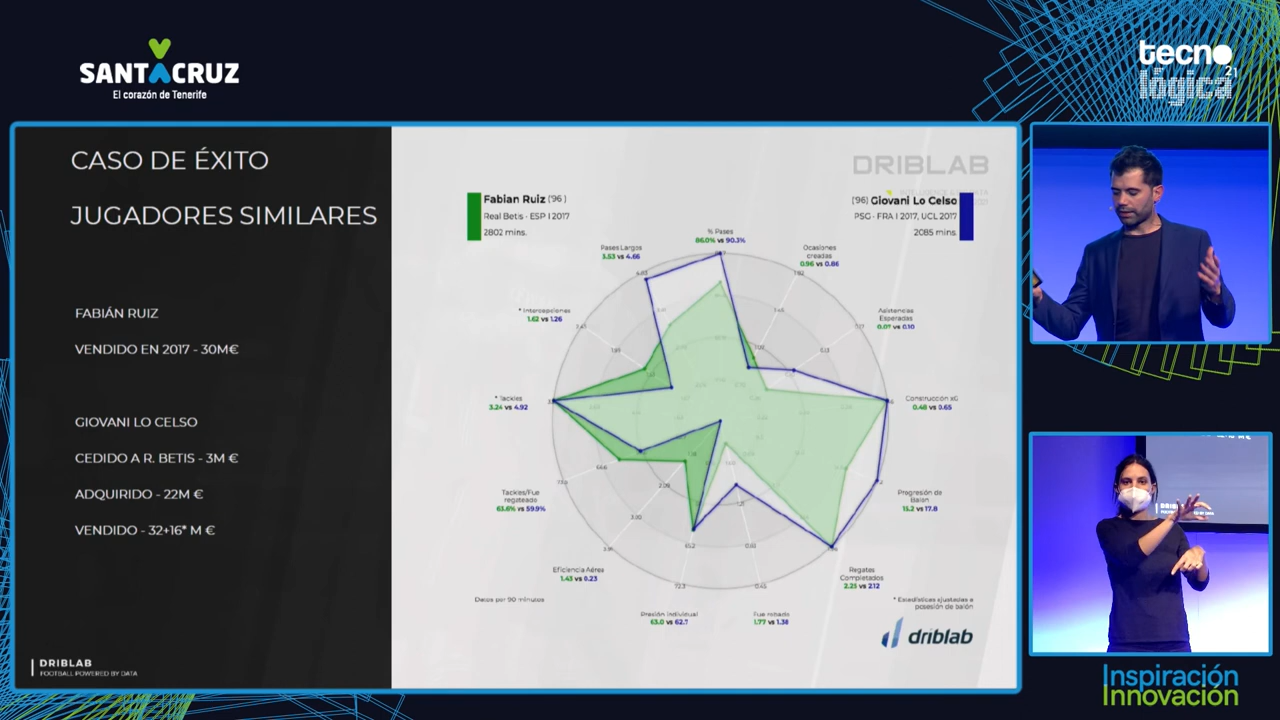 SANTACRUZ
El corazón de Tenerife
tecno
lógica
21
CASO DE ÉXITO
JUGADORES SIMILARES
FABIÁN RUIZ
VENDIDO EN 2017 - 30M€
GIOVANI LO CELSO
CEDIDO A R. BETIS - 3M €
ADQUIRIDO - 22M €
VENDIDO - 32+16* M €
DRIBLAB
FOOTBALL POWERED BY DATA
DRIBLAB
Fabian Ruiz ('96 )
Real Betis - ESP | 2017
2802 mins.
('96) Giovani Lo Celso
PSG - FRA | 2017, UCL 2017
2085 mins.
% Pases
86.0% vs 90.3%
Ocasiones
creadas
0.96 vs 0.86
Asistencias
Esperadas
0.07 vs 0.10
Construcción xG
0.48 vs 0.65
Progresión de
Balon
15.2 vs 17.8
Regates
Completados
2.25 vs 2.12
Fue robado
1.77 vs 1.38
Presión individual
63.0 vs 62.7
Eficiencia Aérea
1.43 vs 0.23
Tackles/Fue
regateado
63.6% vs 59.9%
* Tackles
3.24 vs 4.92
* Intercepciones
1.62 vs 1.26
Pases Largos
3.53 vs 4.66
Datos por 90 minutos
* Estadísticas ajustadas a
posesión de balón
driblab
Inspiración
Innovación